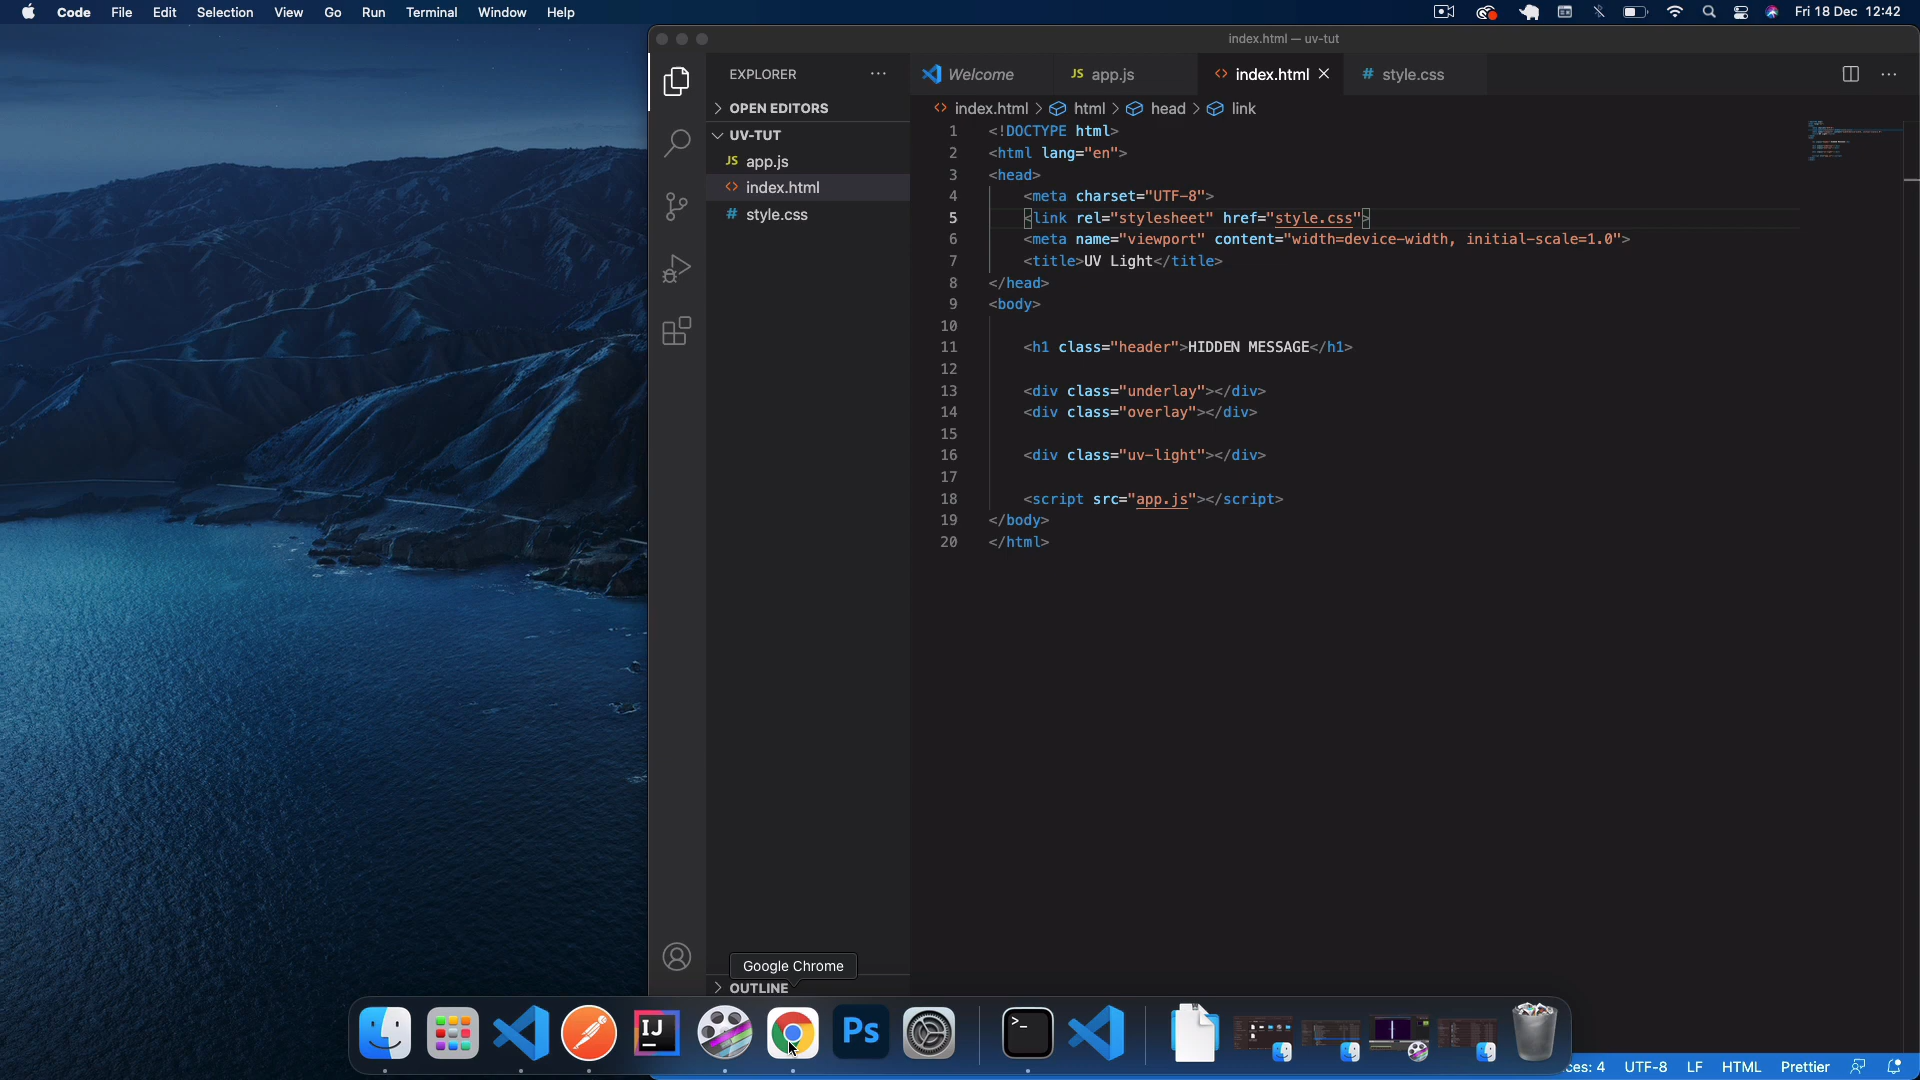 Code File Edit Selection View Go Run Terminal Window Help
Fri 18 Dec 12:42
index.html — uv-tut
EXPLORER ...
OPEN EDITORS
UV-TUT
JS app.js
<> index.html
# style.css
OUTLINE
Welcome
JS app.js
<> index.html
# style.css
<> index.html > html > head > link
1 <!DOCTYPE html>
2 <html lang="en">
3 <head>
4 <meta charset="UTF-8">
5 <link rel="stylesheet" href="style.css">
6 <meta name="viewport" content="width=device-width, initial-scale=1.0">
7 <title>UV Light</title>
8 </head>
9 <body>
10
11 <h1 class="header">HIDDEN MESSAGE</h1>
12
13 <div class="underlay"></div>
14 <div class="overlay"></div>
15
16 <div class="uv-light"></div>
17
18 <script src="app.js"></script>
19 </body>
20 </html>
Google Chrome
IJ
Ps
>_
4 UTF-8 LF HTML Prettier